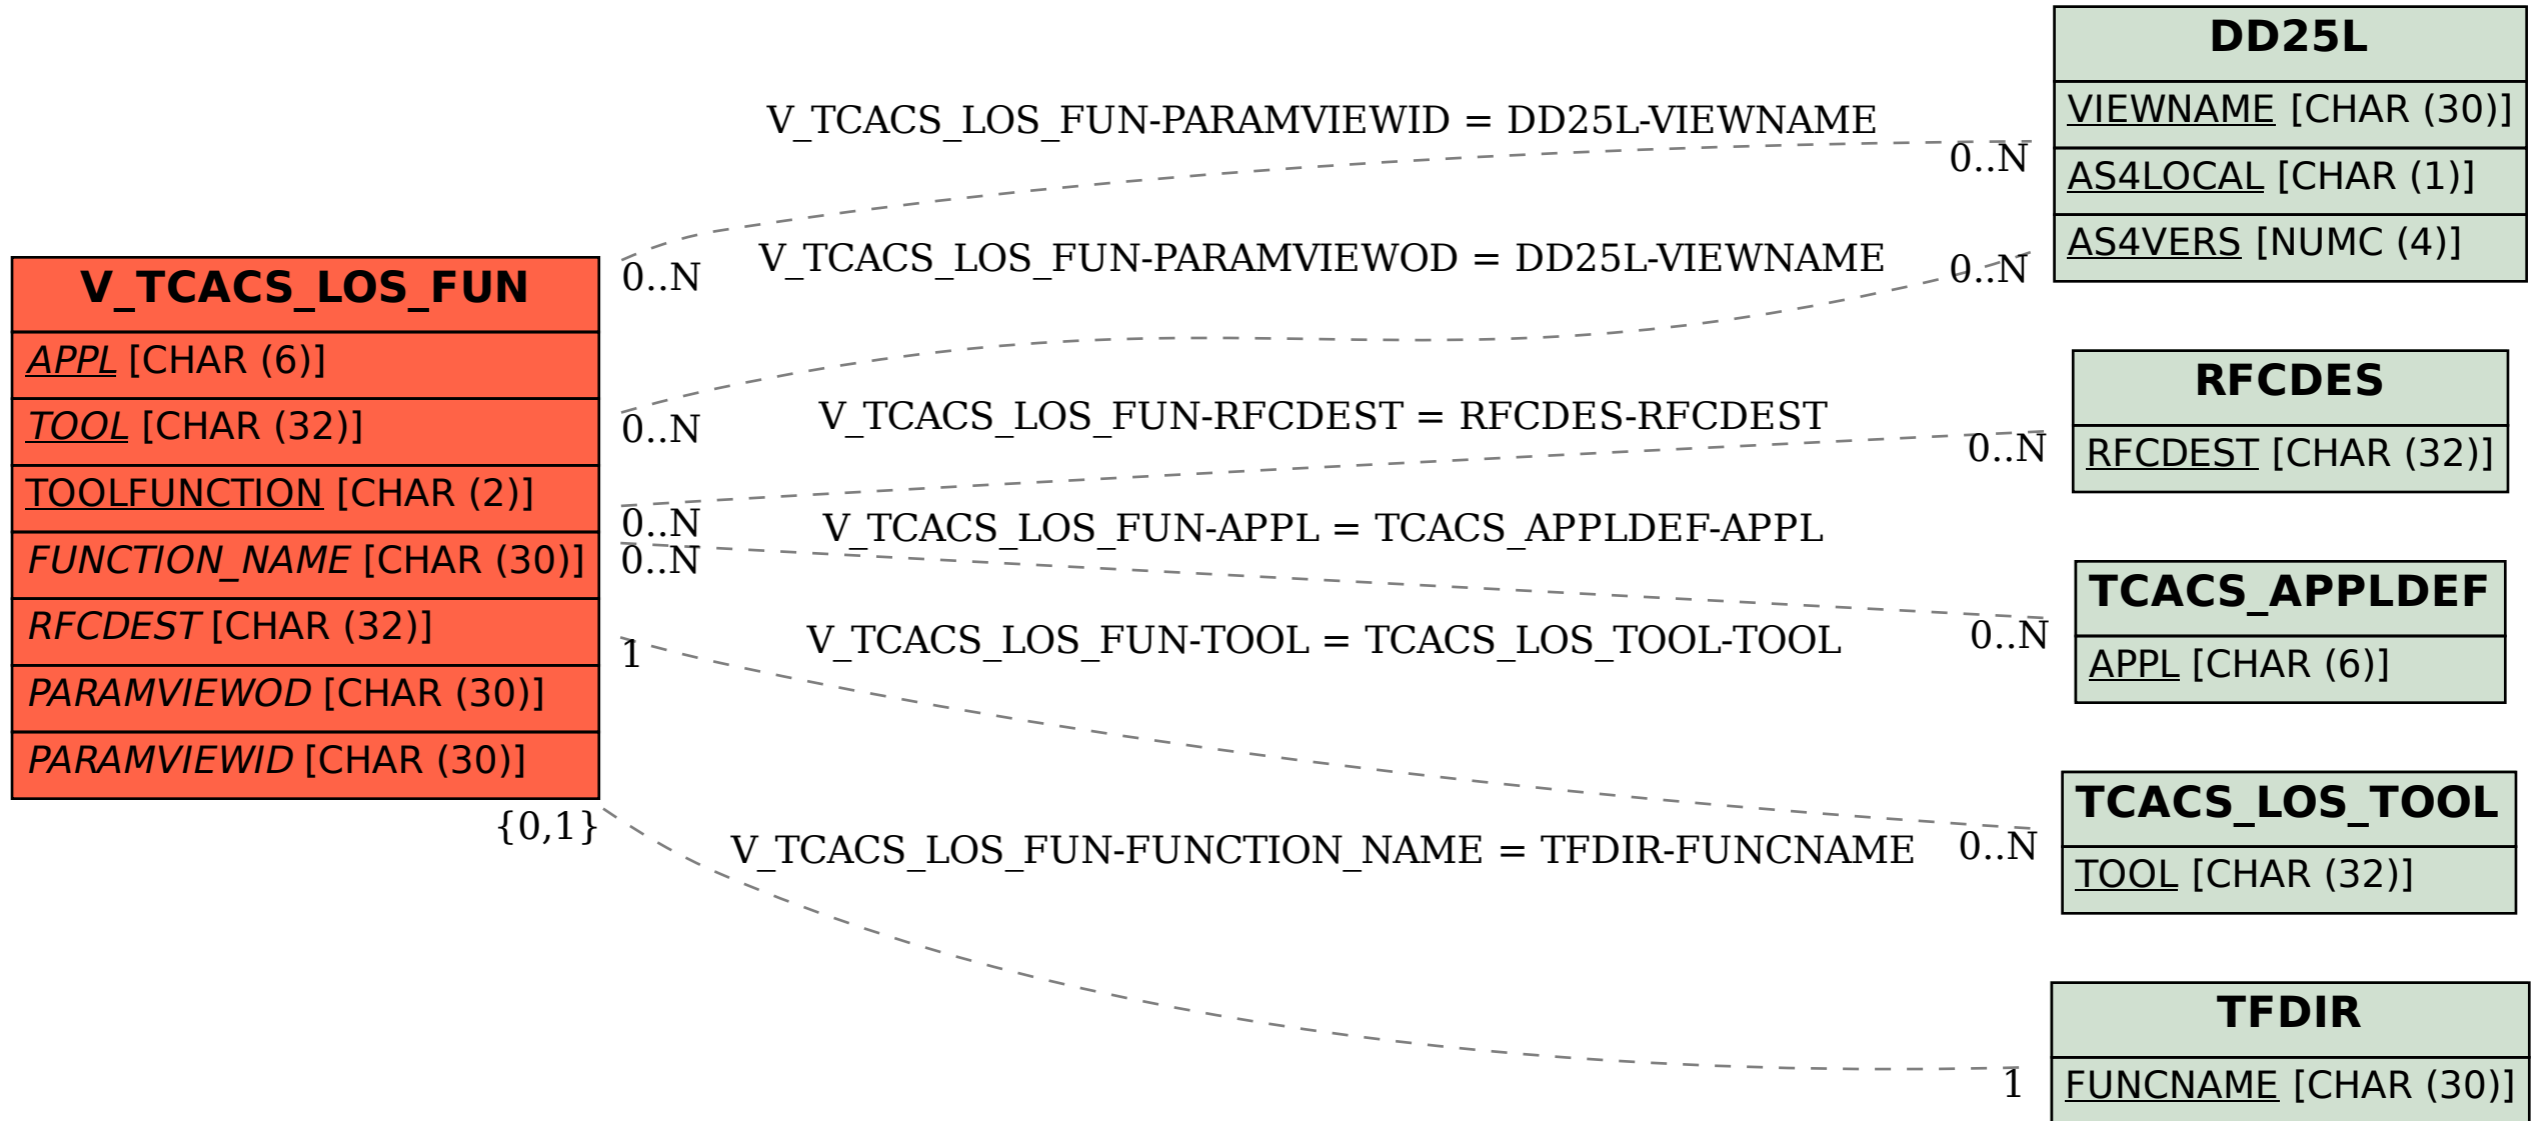 V_TCACS_LOS_FUN
APPL [CHAR (6)]
TOOL [CHAR (32)]
TOOLFUNCTION [CHAR (2)]
FUNCTION_NAME [CHAR (30)]
RFCDEST [CHAR (32)]
PARAMVIEWOD [CHAR (30)]
PARAMVIEWID [CHAR (30)]
V_TCACS_LOS_FUN-PARAMVIEWID = DD25L-VIEWNAME
0..N
0..N
V_TCACS_LOS_FUN-PARAMVIEWOD = DD25L-VIEWNAME
0..N
0..N
V_TCACS_LOS_FUN-RFCDEST = RFCDES-RFCDEST
0..N
0..N
V_TCACS_LOS_FUN-APPL = TCACS_APPLDEF-APPL
0..N
0..N
V_TCACS_LOS_FUN-TOOL = TCACS_LOS_TOOL-TOOL
1
0..N
V_TCACS_LOS_FUN-FUNCTION_NAME = TFDIR-FUNCNAME
{0,1}
1
DD25L
VIEWNAME [CHAR (30)]
AS4LOCAL [CHAR (1)]
AS4VERS [NUMC (4)]
RFCDES
RFCDEST [CHAR (32)]
TCACS_APPLDEF
APPL [CHAR (6)]
TCACS_LOS_TOOL
TOOL [CHAR (32)]
TFDIR
FUNCNAME [CHAR (30)]